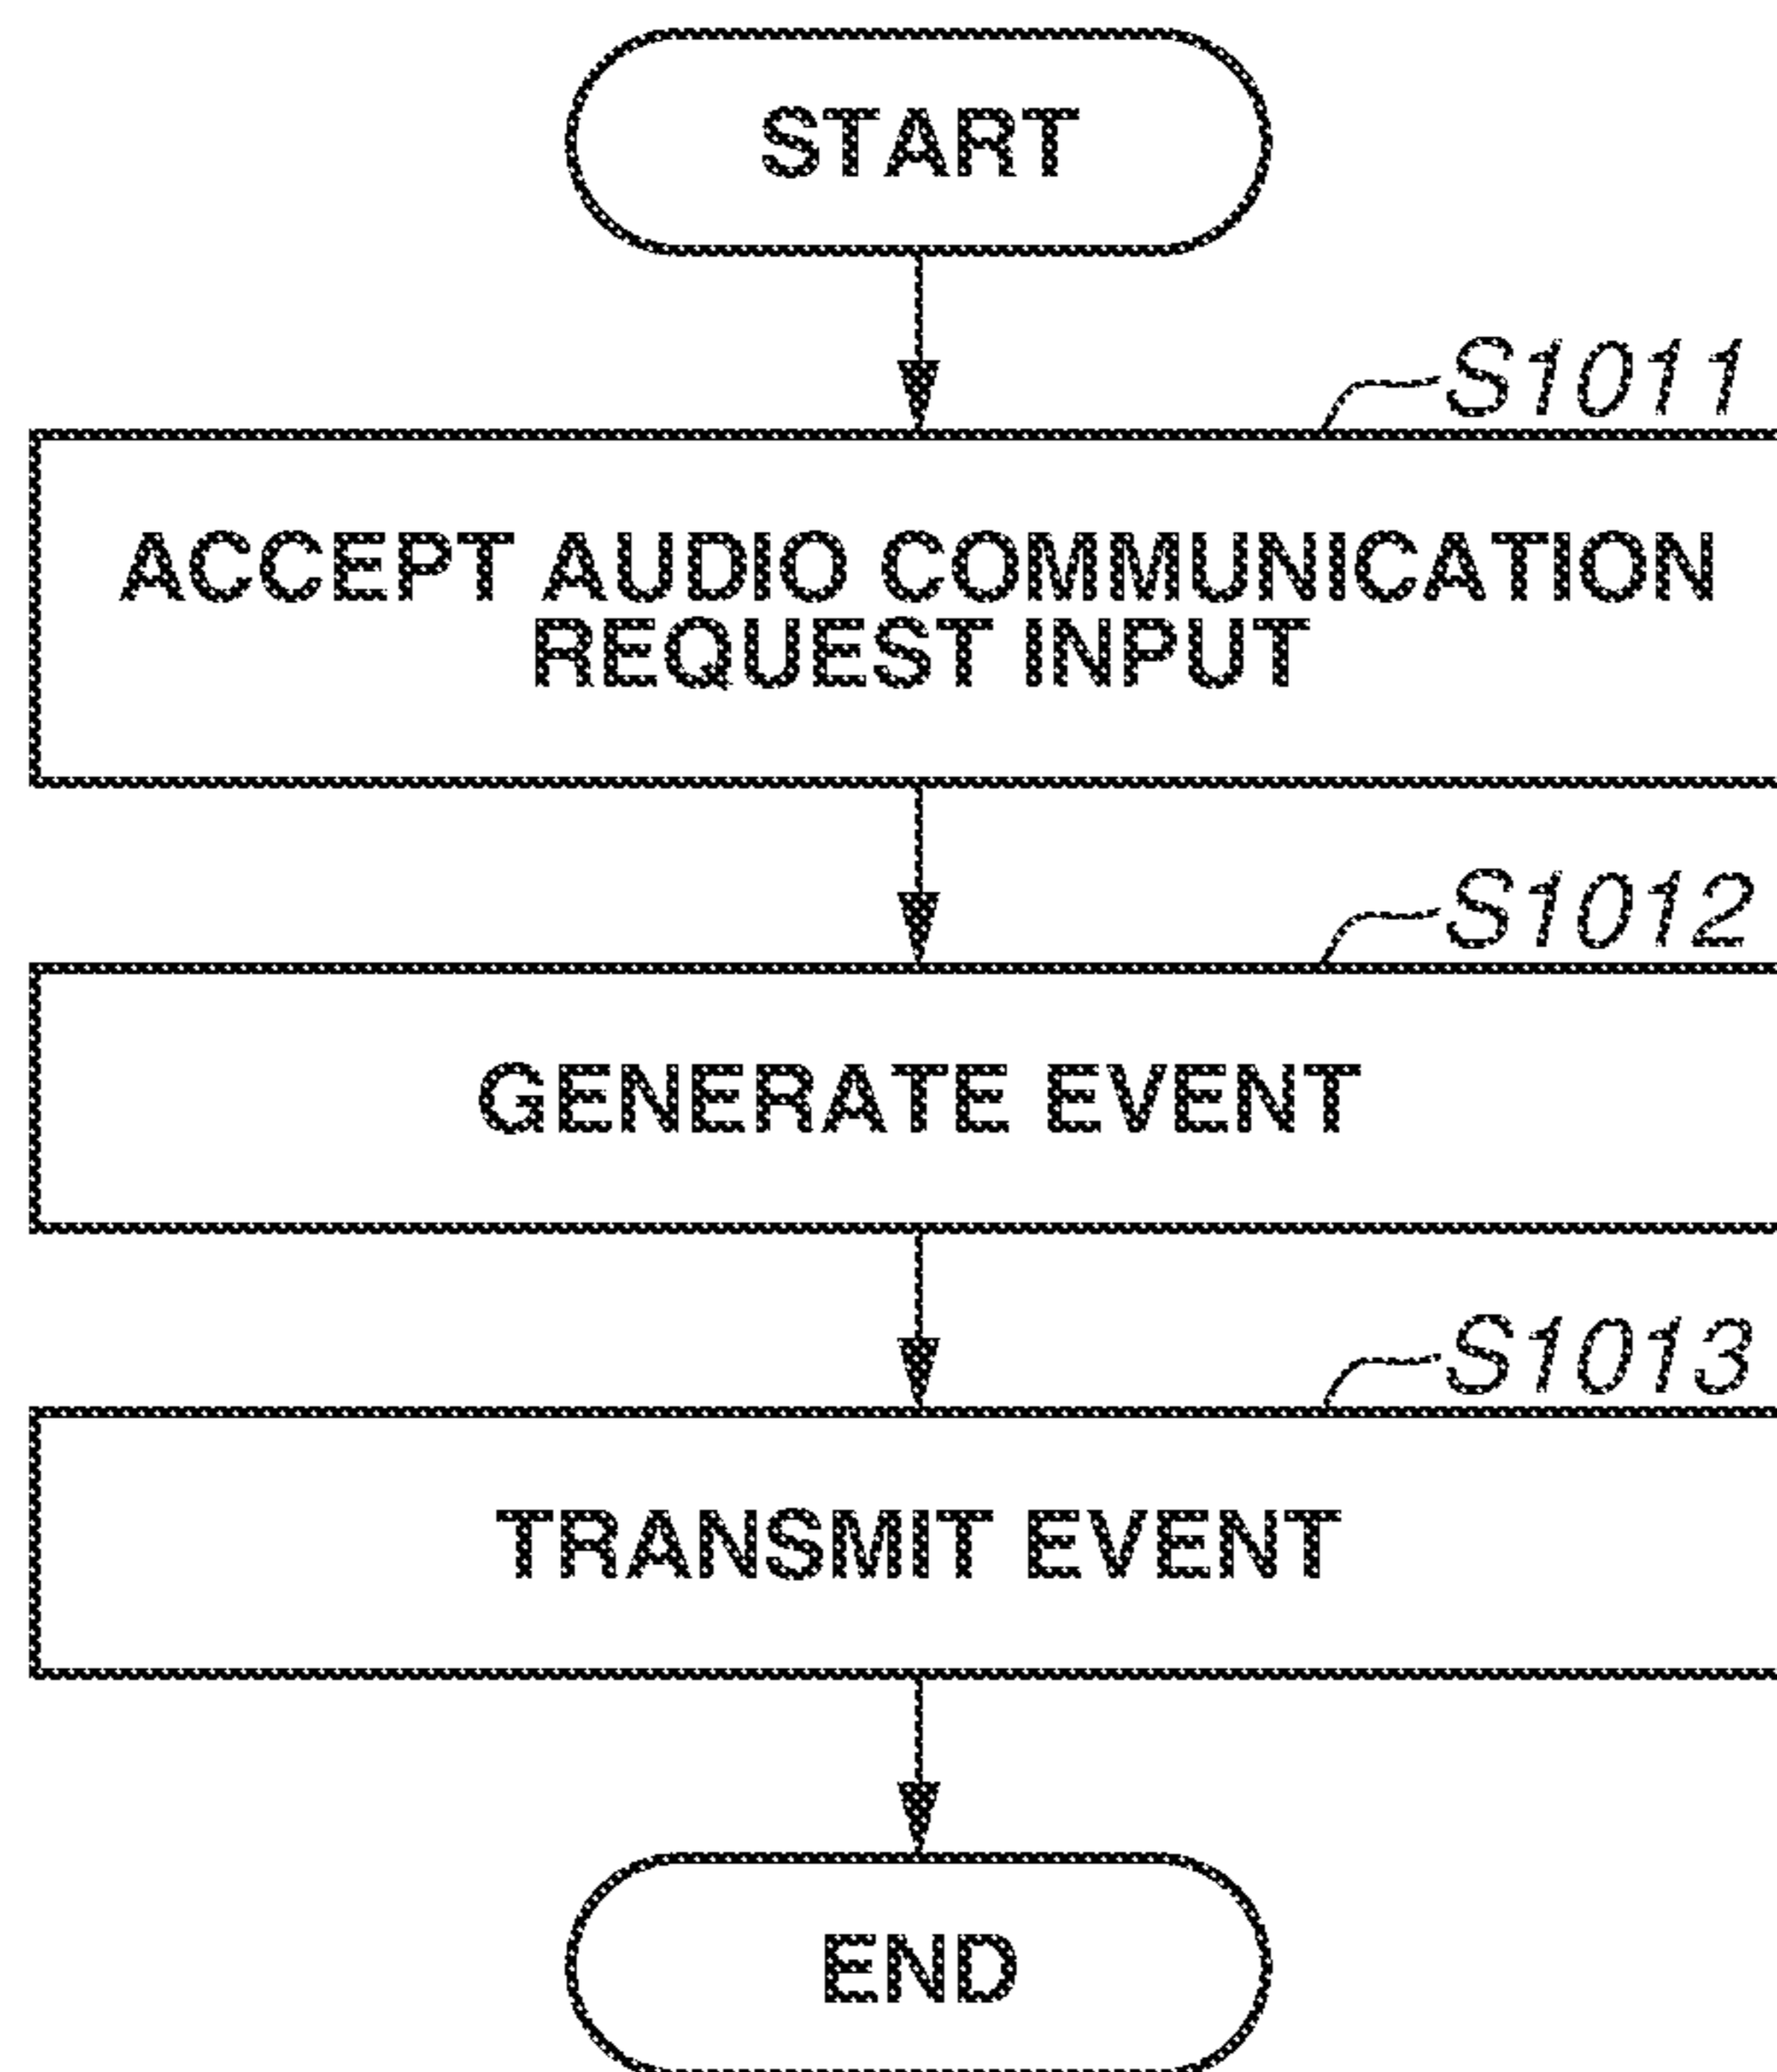 START
S1011
ACCEPT AUDIO COMMUNICATION
REQUEST INPUT
S1012
GENERATE EVENT
S1013
TRANSMIT EVENT
END